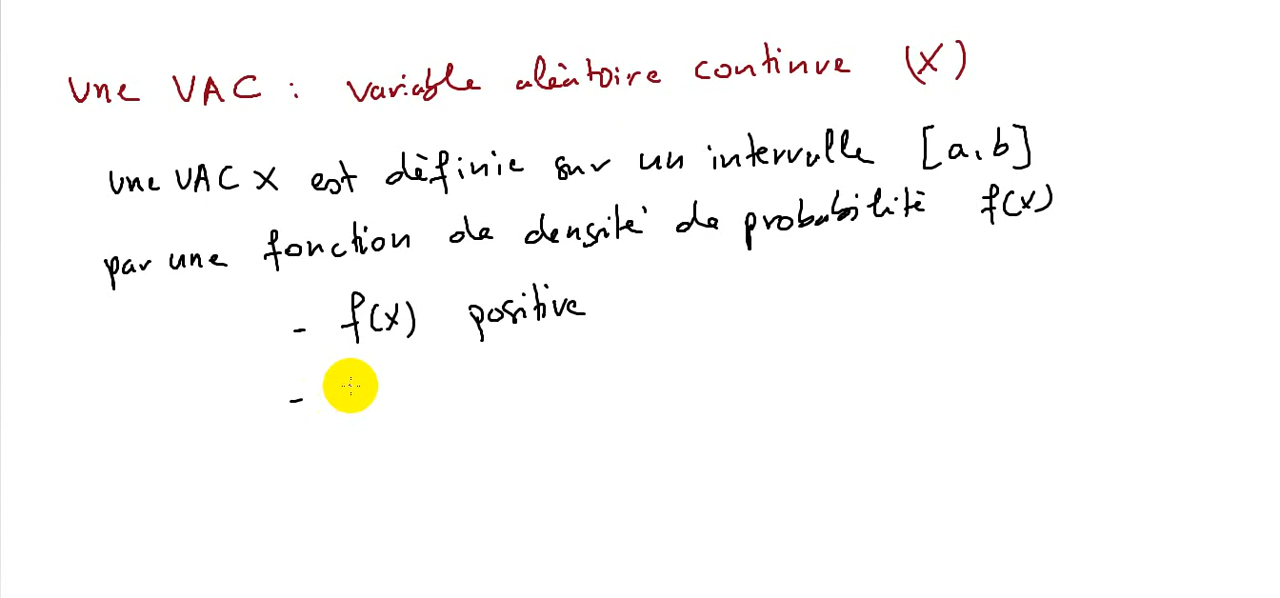 Une VAC : Variable aléatoire continue (X)
Une VAC X est définie sur un intervalle [a, b]
par une fonction de densité de probabilité f(x)
- f(x) positive
-